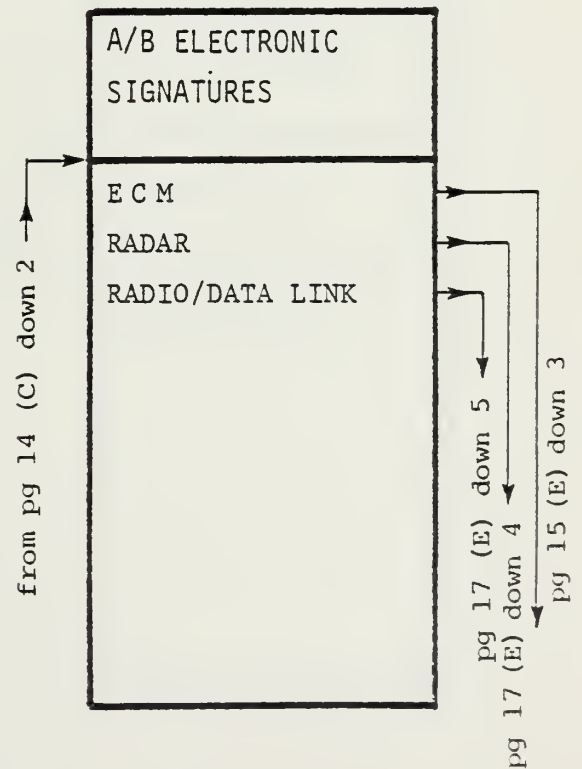 A/B ELECTRONIC
SIGNATURES
ECM
RADAR
RADIO/DATA LINK
from pg 14 (C) down 2
pg 17 (E) down 5
pg 17 (E) down 4
pg 15 (E) down 3